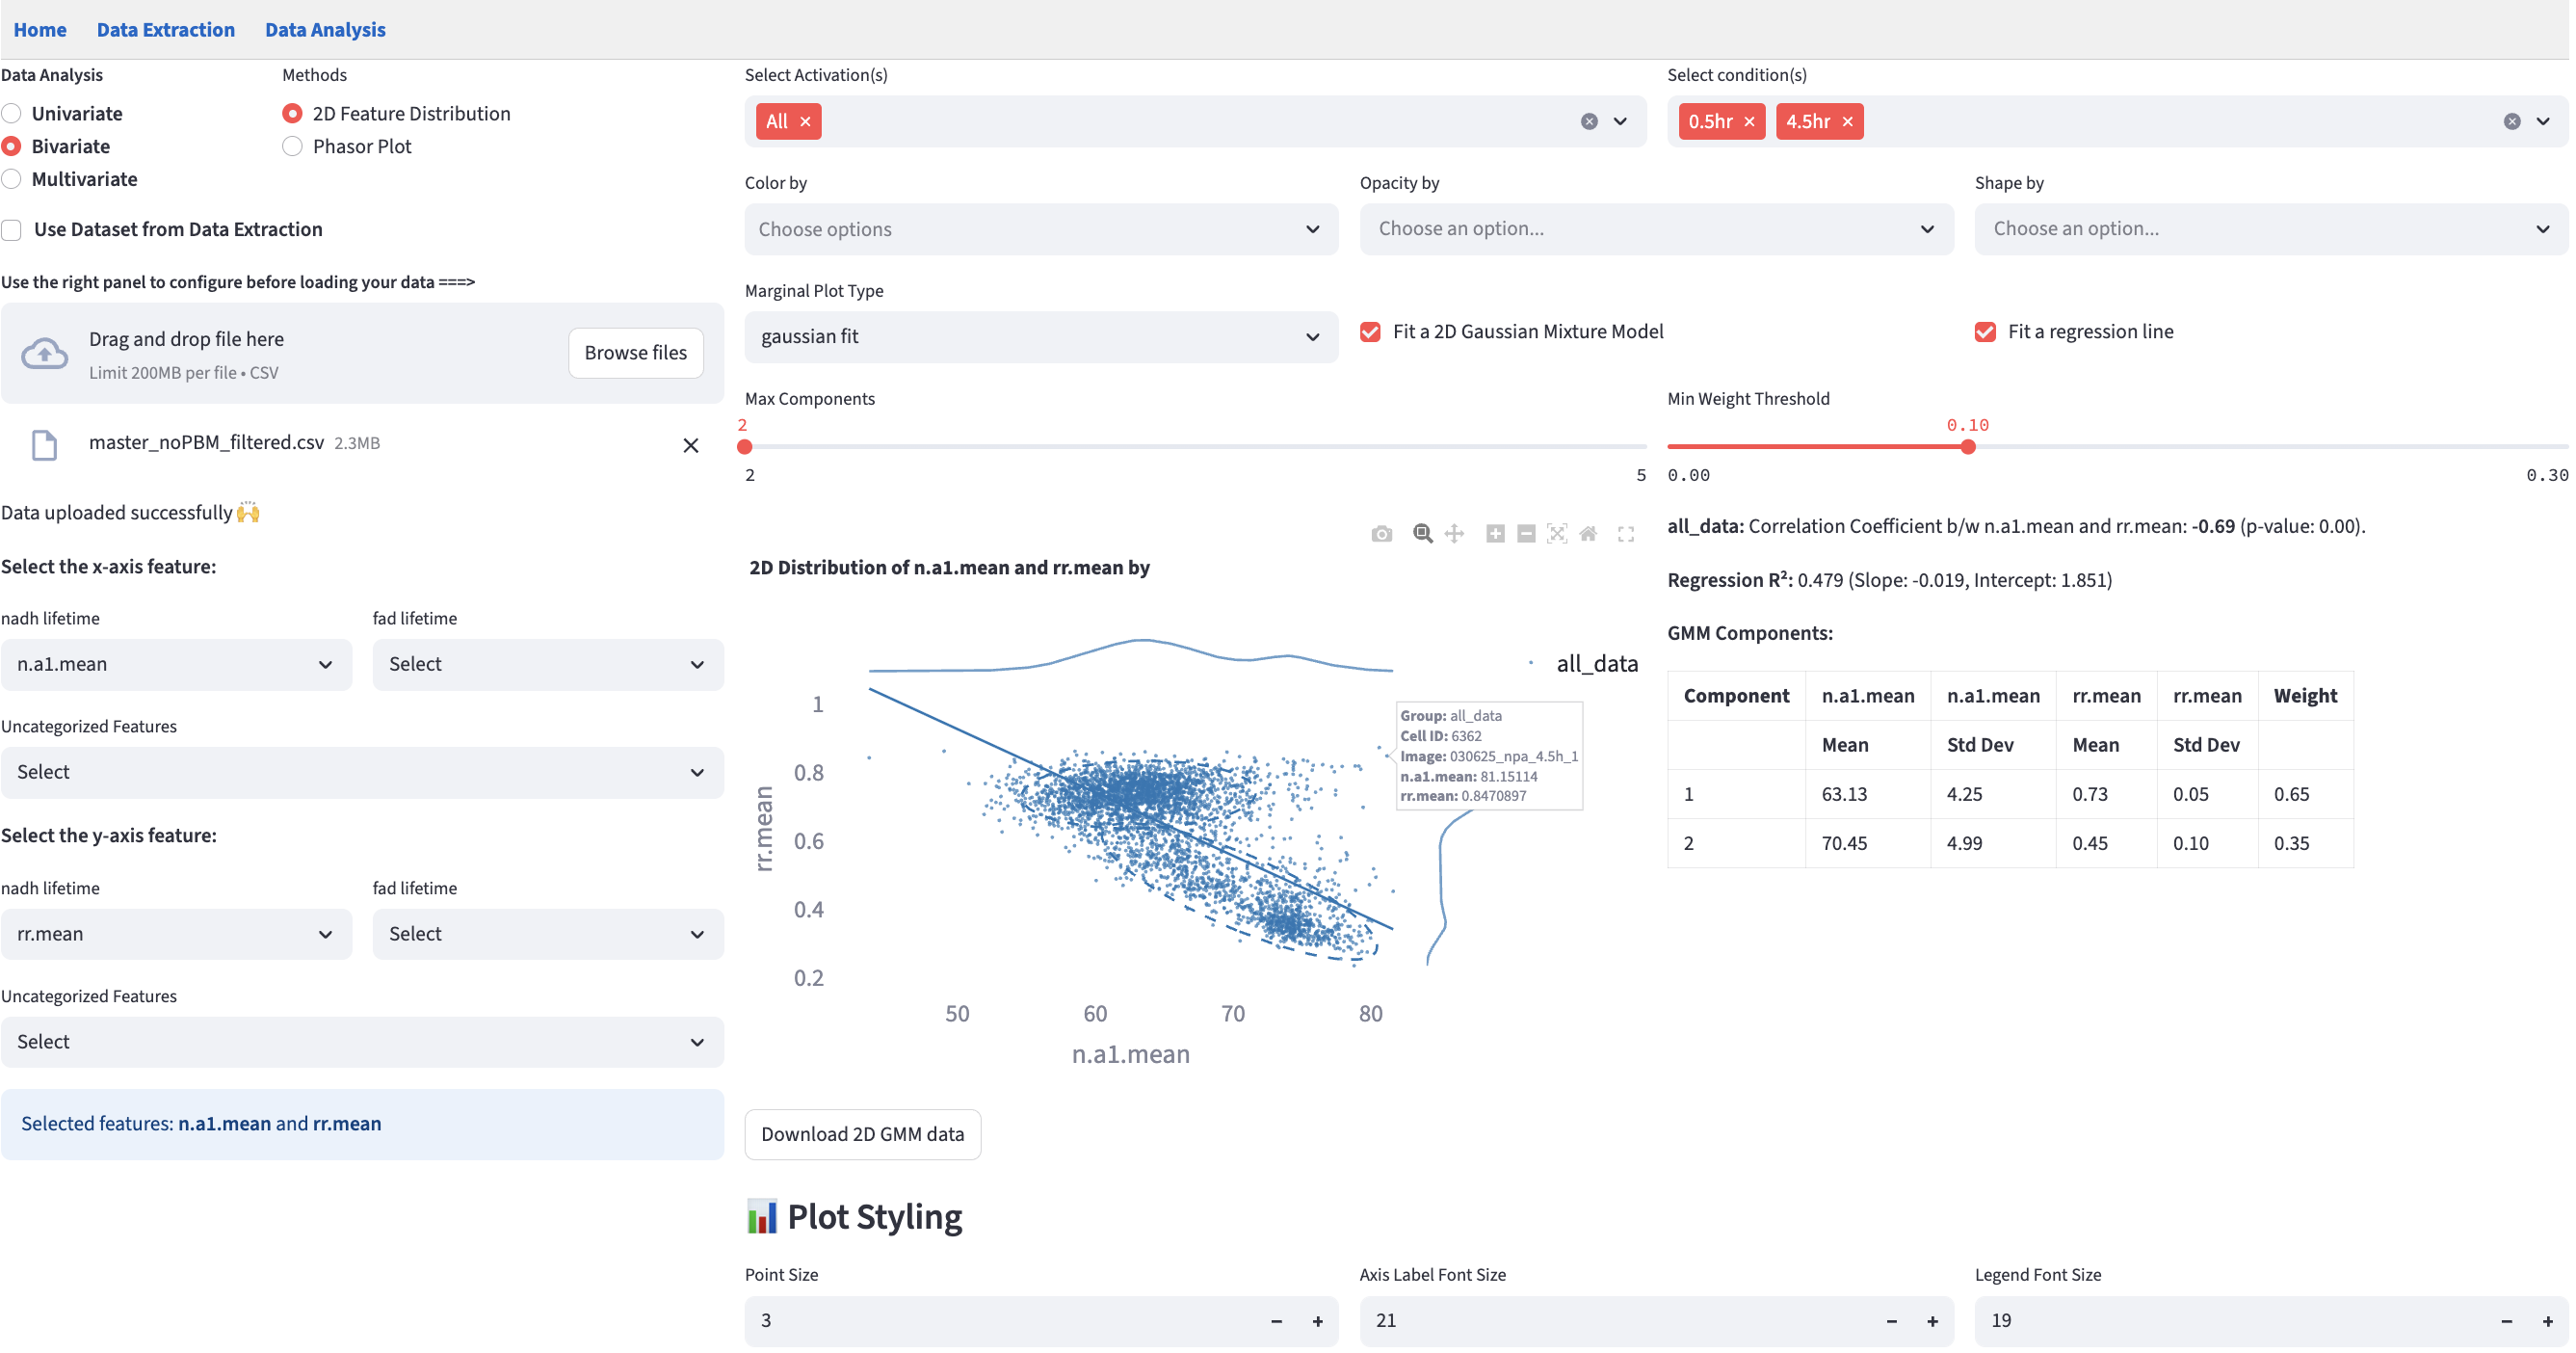 Home Data Extraction Data Analysis
Data Analysis
Univariate
Bivariate
Multivariate
Methods
2D Feature Distribution
Phasor Plot
Use Dataset from Data Extraction
Use the right panel to configure before loading your data ===>
Drag and drop file here
Limit 200MB per file • CSV
Browse files
master_noPBM_filtered.csv 2.3MB
Data uploaded successfully 🙌
Select the x-axis feature:
nadh lifetime
n.a1.mean
fad lifetime
Select
Uncategorized Features
Select
Select the y-axis feature:
nadh lifetime
rr.mean
fad lifetime
Select
Uncategorized Features
Select
Selected features: n.a1.mean and rr.mean
Select Activation(s)
All
Select condition(s)
0.5hr 4.5hr
Color by
Choose options
Opacity by
Choose an option...
Shape by
Choose an option...
Marginal Plot Type
gaussian fit
Fit a 2D Gaussian Mixture Model
Fit a regression line
Max Components
2
2 5
Min Weight Threshold
0.10
0.00 0.30
2D Distribution of n.a1.mean and rr.mean by
all_data
Group: all_data
Cell ID: 6362
Image: 030625_npa_4.5h_1
n.a1.mean: 81.15114
rr.mean: 0.8470897
1
0.8
0.6
0.4
0.2
rr.mean
50 60 70 80
n.a1.mean
all_data: Correlation Coefficient b/w n.a1.mean and rr.mean: -0.69 (p-value: 0.00).
Regression R²: 0.479 (Slope: -0.019, Intercept: 1.851)
GMM Components:
Component n.a1.mean n.a1.mean rr.mean rr.mean Weight
Mean Std Dev Mean Std Dev
1 63.13 4.25 0.73 0.05 0.65
2 70.45 4.99 0.45 0.10 0.35
Download 2D GMM data
📊 Plot Styling
Point Size
3 − +
Axis Label Font Size
21 − +
Legend Font Size
19 − +